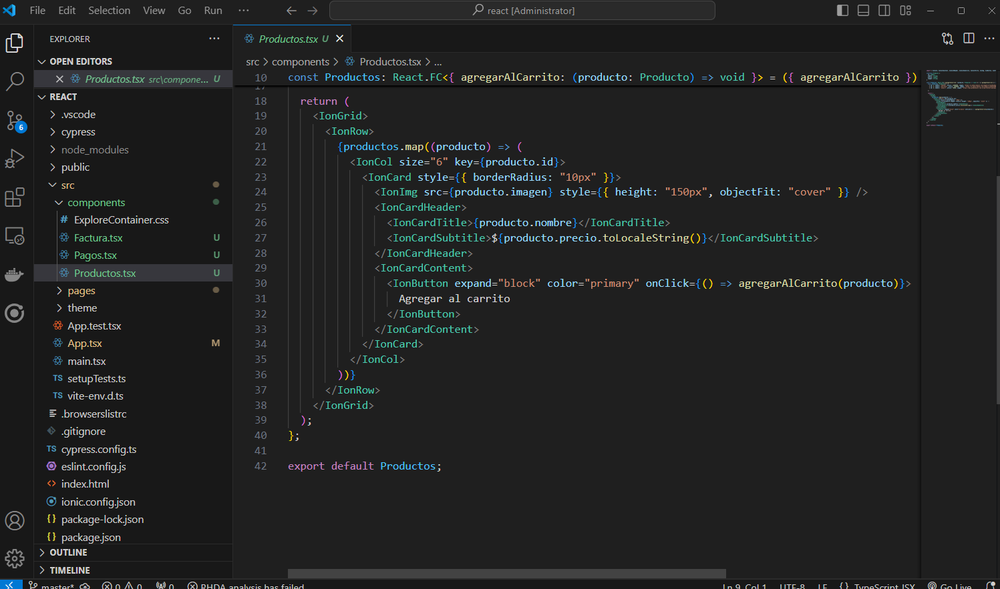 File Edit Selection View Go Run ···
react [Administrator]
EXPLORER
OPEN EDITORS
Productos.tsx src\compone... U
REACT
.vscode
cypress
node_modules
public
src
components
ExploreContainer.css
Factura.tsx U
Pagos.tsx U
Productos.tsx U
pages
theme
App.test.tsx
App.tsx M
main.tsx
TS setupTests.ts
TS vite-env.d.ts
.browserslistrc
.gitignore
TS cypress.config.ts
eslint.config.js
index.html
ionic.config.json
{} package-lock.json
{} package.json
OUTLINE
TIMELINE
6
Productos.tsx U
src > components > Productos.tsx > ...
10 const Productos: React.FC<{ agregarAlCarrito: (producto: Producto) => void }> = ({ agregarAlCarrito })
17
18 return (
19 <IonGrid>
20 <IonRow>
21 {productos.map((producto) => (
22 <IonCol size="6" key={producto.id}>
23 <IonCard style={{ borderRadius: "10px" }}>
24 <IonImg src={producto.imagen} style={{ height: "150px", objectFit: "cover" }} />
25 <IonCardHeader>
26 <IonCardTitle>{producto.nombre}</IonCardTitle>
27 <IonCardSubtitle>${producto.precio.toLocaleString()}</IonCardSubtitle>
28 </IonCardHeader>
29 <IonCardContent>
30 <IonButton expand="block" color="primary" onClick={() => agregarAlCarrito(producto)}>
31 Agregar al carrito
32 </IonButton>
33 </IonCardContent>
34 </IonCard>
35 </IonCol>
36 ))}
37 </IonRow>
38 </IonGrid>
39 );
40 };
41
42 export default Productos;
master* 0 0 0 RHDA analysis has failed Ln 9, Col 1 UTF-8 LF {} TypeScript JSX Go Live